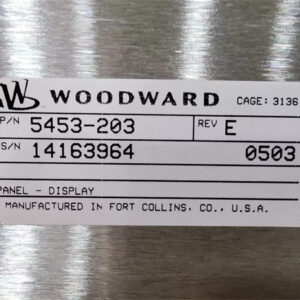 W WOODWARD CAGE: 3136
P/N 5453-203 REV E
S/N 14163964 0503
PANEL - DISPLAY
MANUFACTURED IN FORT COLLINS, CO., U.S.A.